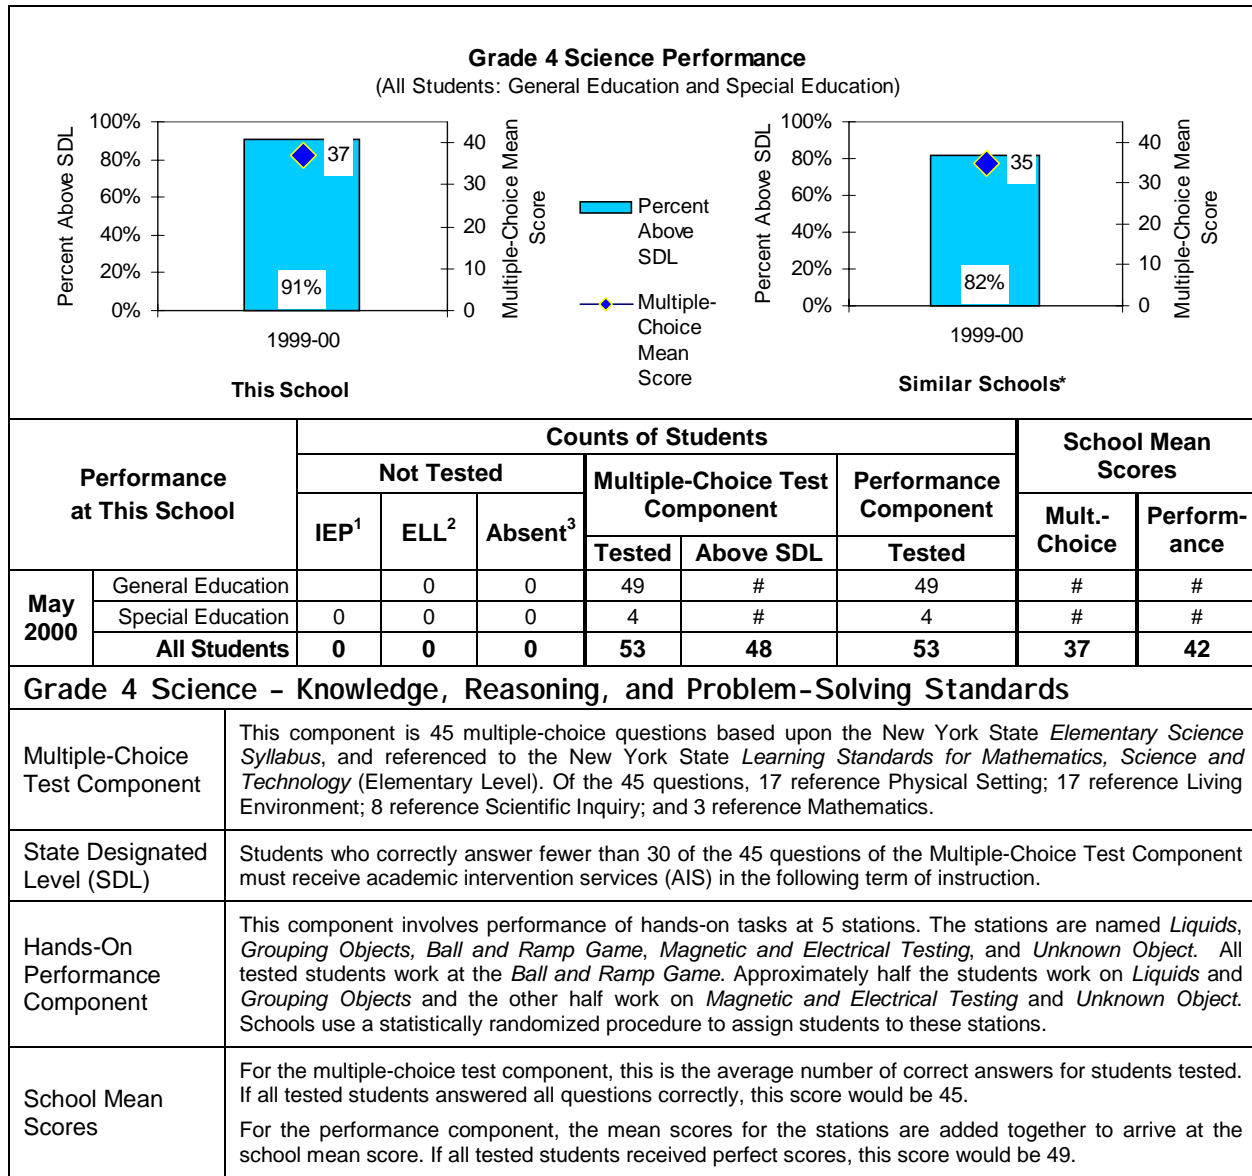 Grade 4 Science Performance
(All Students: General Education and Special Education)
Percent Above SDL
100%
80%
60%
40%
20%
0%
37
91%
40
30
20
10
0
Multiple-Choice Mean
Score
1999-00
This School
Percent
Above
SDL
Multiple-
Choice
Mean
Score
Percent Above SDL
100%
80%
60%
40%
20%
0%
35
82%
40
30
20
10
0
Multiple-Choice Mean
Score
1999-00
Similar Schools*
Performance
at This School
Counts of Students
School Mean
Scores
Not Tested
Multiple-Choice Test
Component
Performance
Component
IEP1 ELL2 Absent3
Tested Above SDL Tested
Mult.-
Choice
Perform-
ance
May
2000
General Education 0 0 49 # 49 # #
Special Education 0 0 0 4 # 4 # #
All Students 0 0 0 53 48 53 37 42
Grade 4 Science – Knowledge, Reasoning, and Problem-Solving Standards
Multiple-Choice
Test Component
This component is 45 multiple-choice questions based upon the New York State Elementary Science
Syllabus, and referenced to the New York State Learning Standards for Mathematics, Science and
Technology (Elementary Level). Of the 45 questions, 17 reference Physical Setting; 17 reference Living
Environment; 8 reference Scientific Inquiry; and 3 reference Mathematics.
State Designated
Level (SDL)
Students who correctly answer fewer than 30 of the 45 questions of the Multiple-Choice Test Component
must receive academic intervention services (AIS) in the following term of instruction.
Hands-On
Performance
Component
This component involves performance of hands-on tasks at 5 stations. The stations are named Liquids,
Grouping Objects, Ball and Ramp Game, Magnetic and Electrical Testing, and Unknown Object. All
tested students work at the Ball and Ramp Game. Approximately half the students work on Liquids and
Grouping Objects and the other half work on Magnetic and Electrical Testing and Unknown Object.
Schools use a statistically randomized procedure to assign students to these stations.
School Mean
Scores
For the multiple-choice test component, this is the average number of correct answers for students tested.
If all tested students answered all questions correctly, this score would be 45.
For the performance component, the mean scores for the stations are added together to arrive at the
school mean score. If all tested students received perfect scores, this score would be 49.